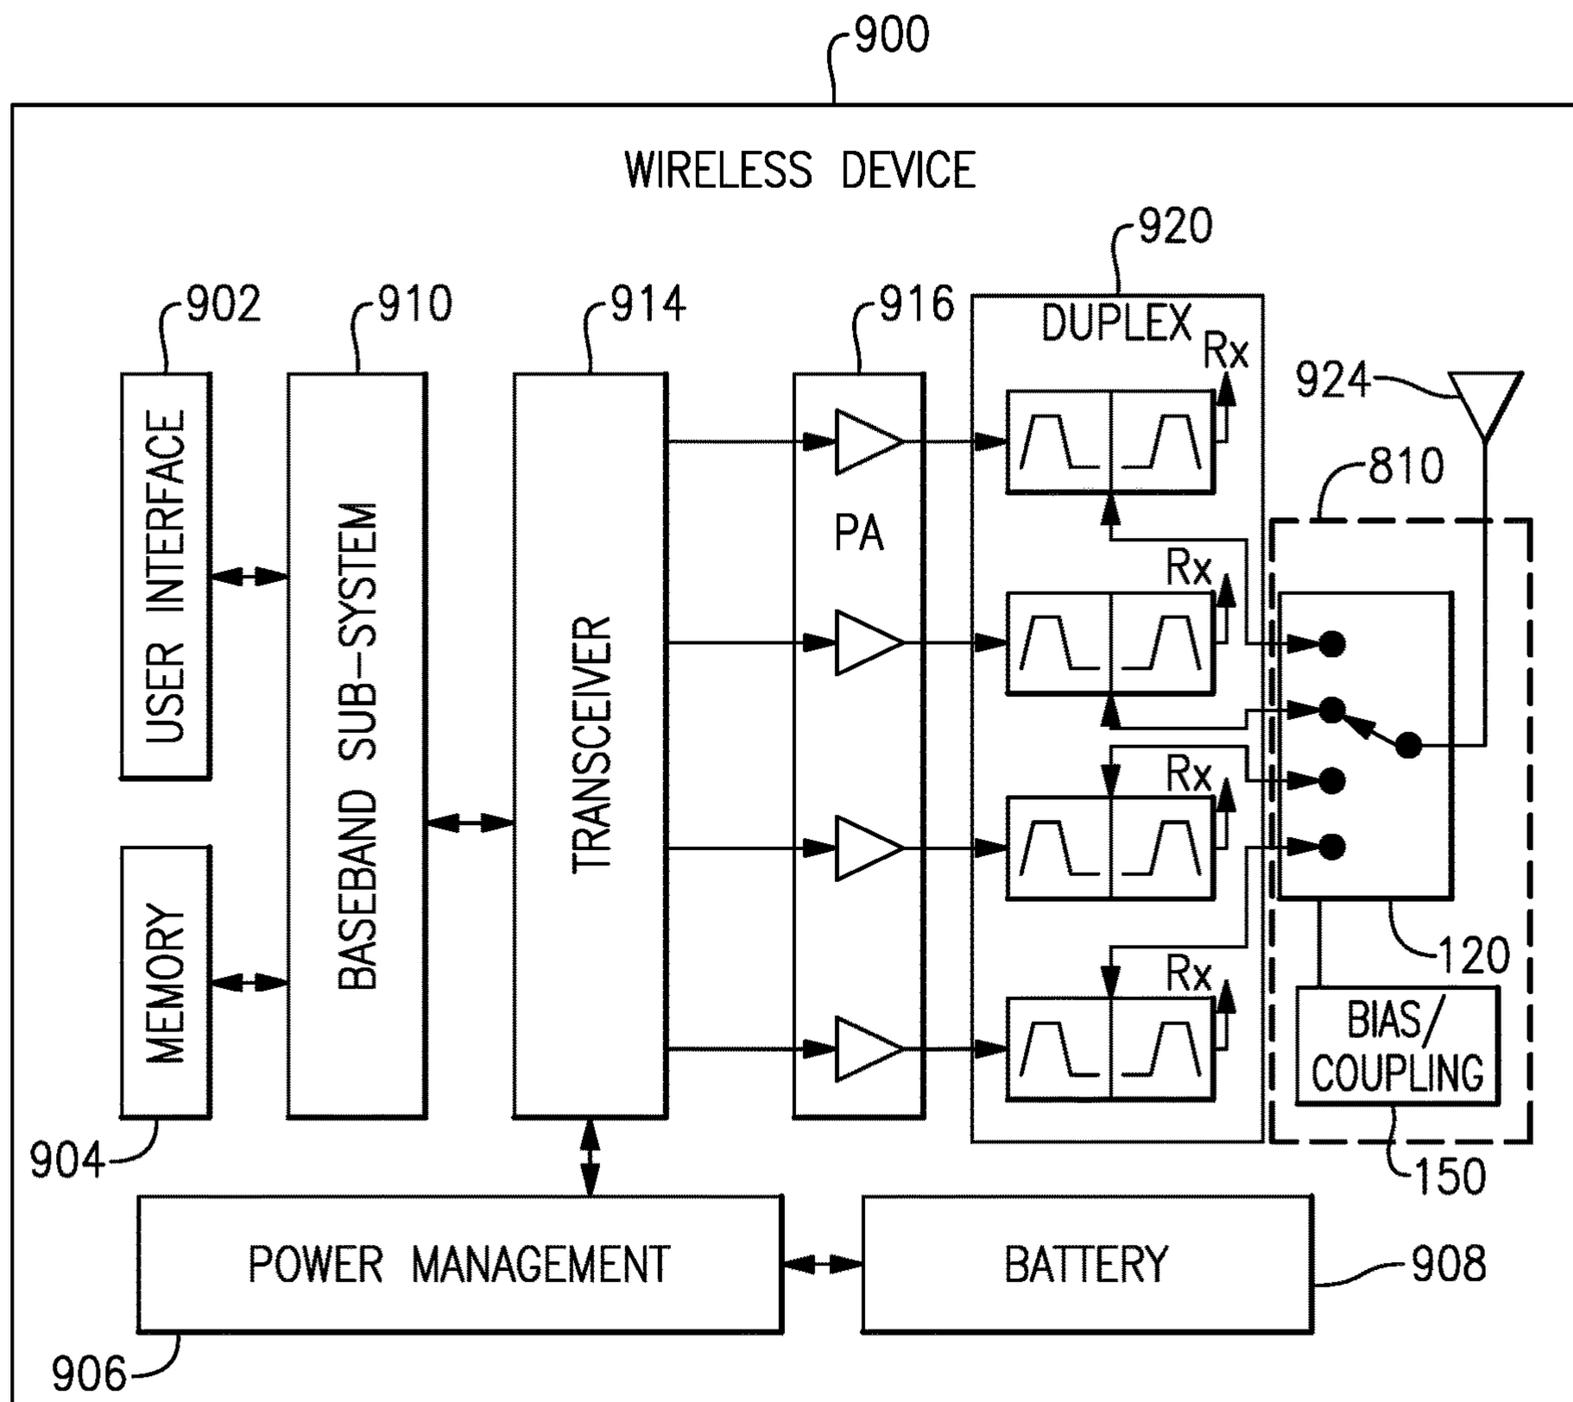 900
WIRELESS DEVICE
920
902
910
914
916
DUPLEX
Rx
924
USER INTERFACE
BASEBAND SUB-SYSTEM
TRANSCEIVER
PA
810
Rx
Rx
MEMORY
120
Rx
BIAS/
COUPLING
904
150
POWER MANAGEMENT
BATTERY
908
906